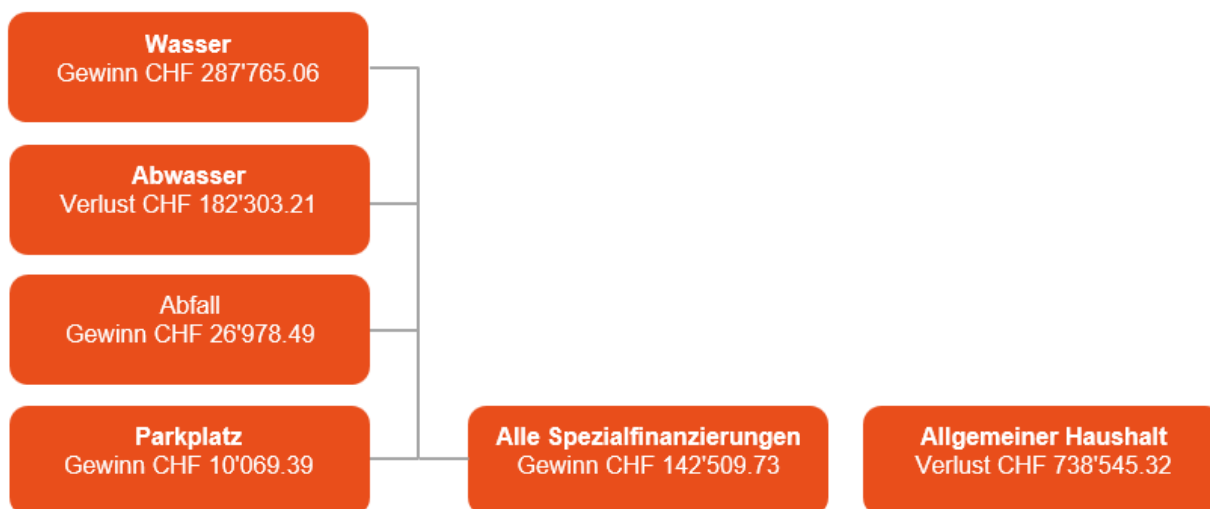 Wasser
Gewinn CHF 287'765.06
Abwasser
Verlust CHF 182'303.21
Abfall
Gewinn CHF 26'978.49
Parkplatz
Gewinn CHF 10'069.39
Alle Spezialfinanzierungen
Gewinn CHF 142'509.73
Allgemeiner Haushalt
Verlust CHF 738'545.32